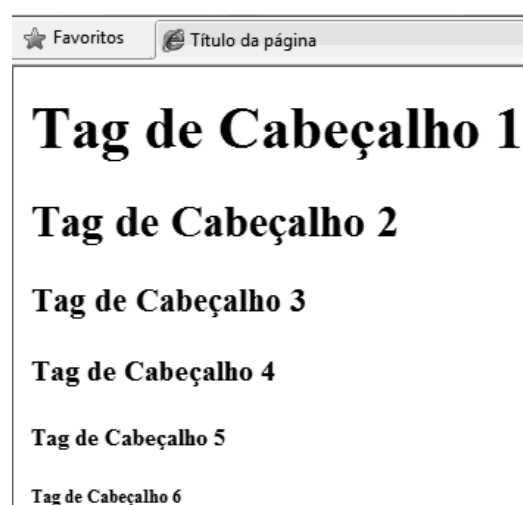 Favoritos
Título da página
Tag de Cabeçalho 1
Tag de Cabeçalho 2
Tag de Cabeçalho 3
Tag de Cabeçalho 4
Tag de Cabeçalho 5
Tag de Cabeçalho 6